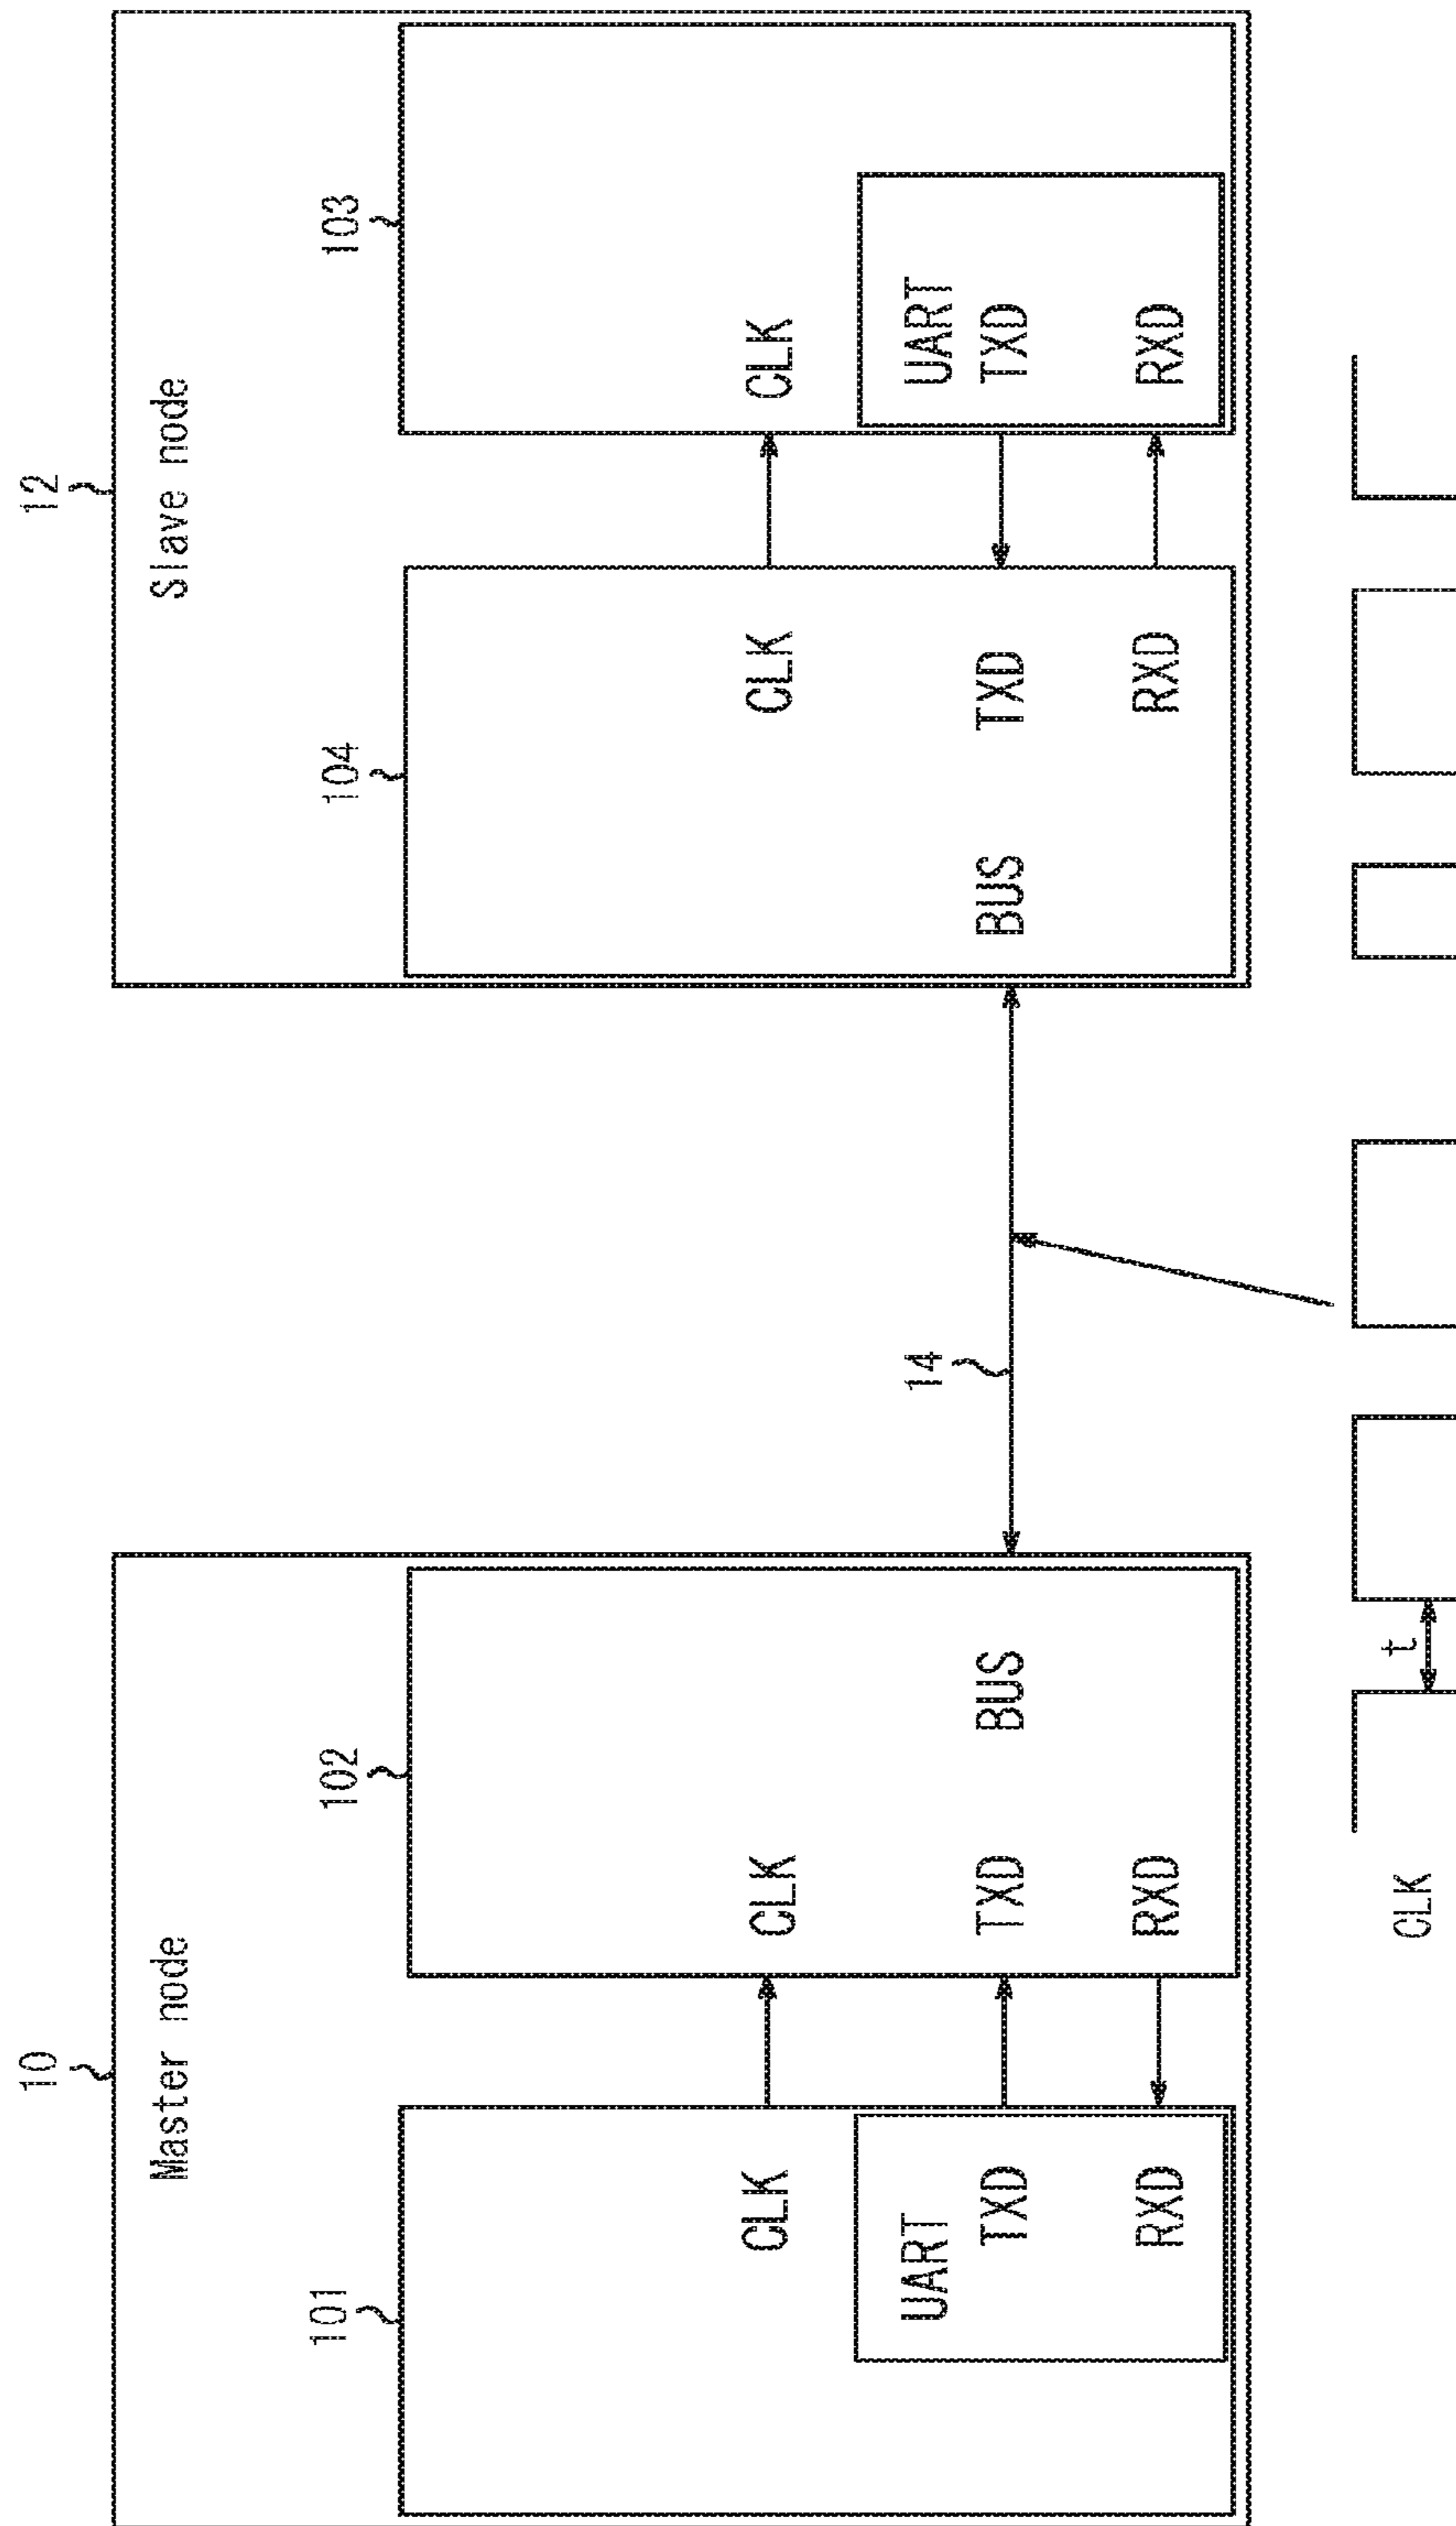 10
Master node
101
CLK
UART
TXD
RXD
102
CLK
TXD
BUS
RXD
14
12
Slave node
104
CLK
BUS
TXD
RXD
103
CLK
UART
TXD
RXD
CLK
t